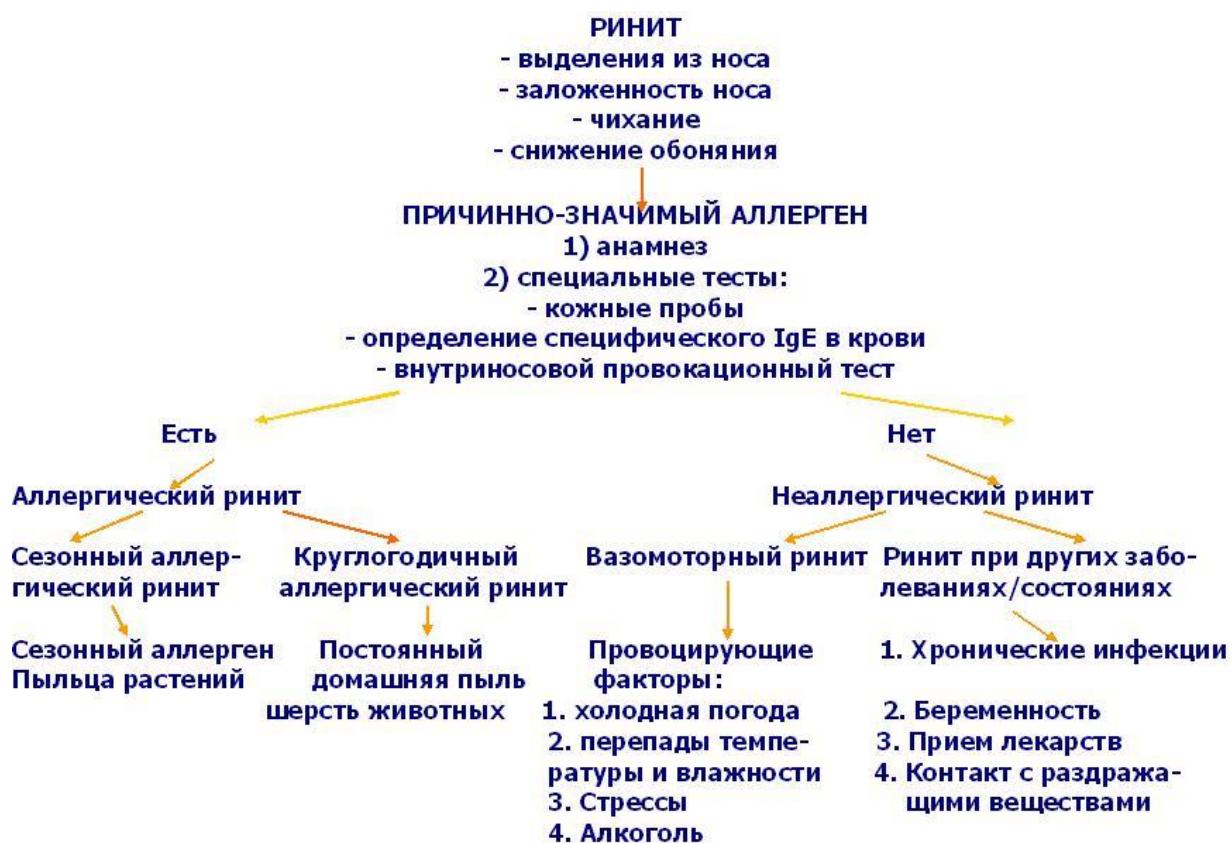 РИНИТ
- выделения из носа
- заложенность носа
- чихание
- снижение обоняния
ПРИЧИННО-ЗНАЧИМЫЙ АЛЛЕРГЕН
1) анамнез
2) специальные тесты:
- кожные пробы
- определение специфического IgE в крови
- внутриносовой провокационный тест
Есть
Нет
Аллергический ринит
Неаллергический ринит
Сезонный аллер-
гический ринит
Круглогодичный
аллергический ринит
Вазомоторный ринит
Ринит при других забо-
леваниях/состояниях
Сезонный аллерген
Пыльца растений
Постоянный
домашняя пыль
шерсть животных
Провоцирующие
факторы:
1. холодная погода
2. перепады темпе-
ратуры и влажности
3. Стрессы
4. Алкоголь
1. Хронические инфекции
2. Беременность
3. Прием лекарств
4. Контакт с раздража-
щими веществами